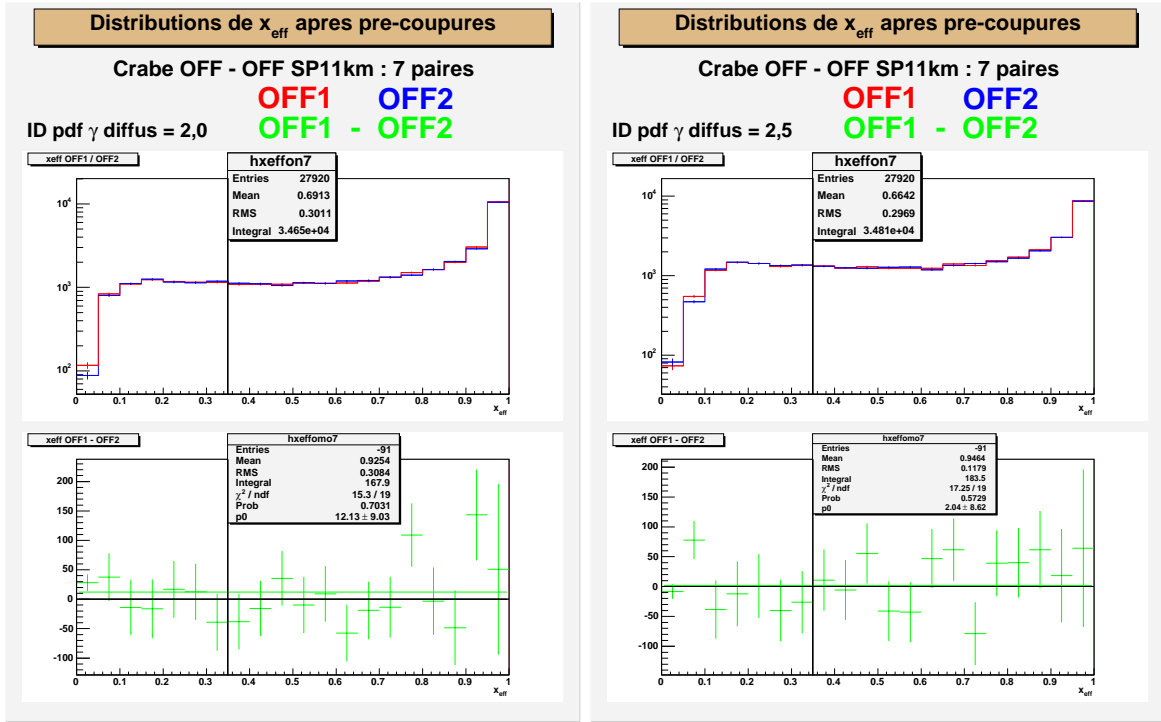 Distributions de x_eff apres pre-coupures
Crabe OFF - OFF SP11km : 7 paires
OFF1 OFF2
ID pdf γ diffus = 2,0 OFF1 - OFF2
xeff OFF1 / OFF2
hxeffon7
Entries 27920
Mean 0.6913
RMS 0.3011
Integral 3.465e+04
10^4
10^3
10^2
0 0.1 0.2 0.3 0.4 0.5 0.6 0.7 0.8 0.9 1
x_eff
xeff OFF1 - OFF2
hxeffomo7
Entries -91
Mean 0.9254
RMS 0.3084
Integral 167.9
χ² / ndf 15.3 / 19
Prob 0.7031
p0 12.13 ± 9.03
200
150
100
50
0
-50
-100
0 0.1 0.2 0.3 0.4 0.5 0.6 0.7 0.8 0.9 1
x_eff
Distributions de x_eff apres pre-coupures
Crabe OFF - OFF SP11km : 7 paires
OFF1 OFF2
ID pdf γ diffus = 2,5 OFF1 - OFF2
xeff OFF1 / OFF2
hxeffon7
Entries 27920
Mean 0.6642
RMS 0.2969
Integral 3.481e+04
10^4
10^3
10^2
0 0.1 0.2 0.3 0.4 0.5 0.6 0.7 0.8 0.9 1
x_eff
xeff OFF1 - OFF2
hxeffomo7
Entries -91
Mean 0.9464
RMS 0.1179
Integral 183.5
χ² / ndf 17.25 / 19
Prob 0.5729
p0 2.04 ± 8.62
200
150
100
50
0
-50
-100
0 0.1 0.2 0.3 0.4 0.5 0.6 0.7 0.8 0.9 1
x_eff